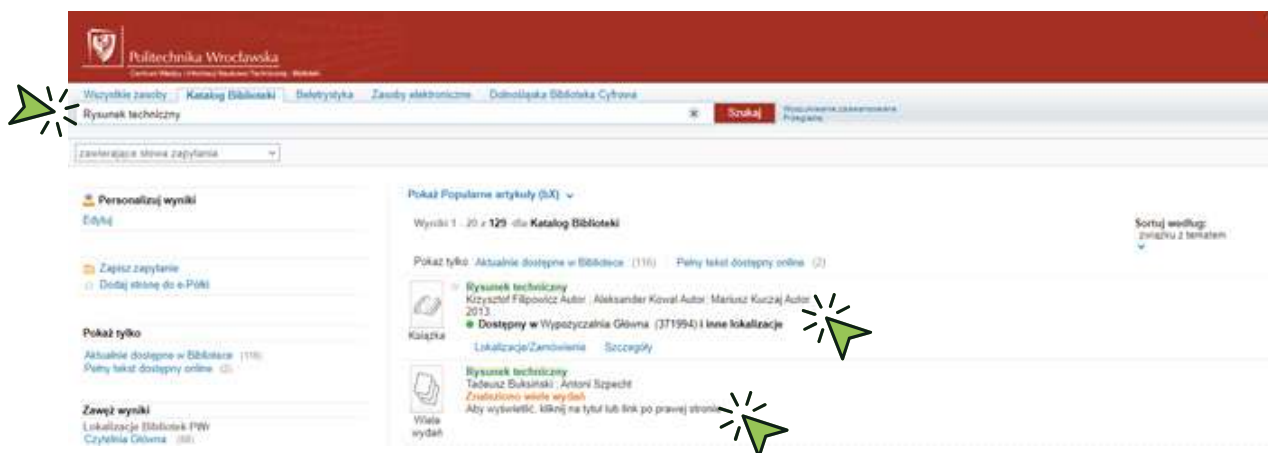 Politechnika Wrocławska
Wszystkie zasoby Katalog Biblioteki Beletrystyka Zasoby elektroniczne Dolnośląska Biblioteka Cyfrowa
Rysunek techniczny Szukaj Wyszukiwanie zaawansowane
Przeglądaj
zawierające słowa zapytania
Personalizuj wyniki
Edytuj
Zapisz zapytanie
Dodaj stronę do e-Półki
Pokaż tylko
Aktualnie dostępne w Bibliotece (116)
Pełny tekst dostępny online (2)
Zawęź wyniki
Lokalizacje Bibliotek PWr
Czytelnia Główna (88)
Pokaż Popularne artykuły (bX)
Wyniki 1 - 20 z 129 dla Katalog Biblioteki
Sortuj według:
związku z tematem
Pokaż tylko Aktualnie dostępne w Bibliotece (116) Pełny tekst dostępny online (2)
Książka
Rysunek techniczny
Krzysztof Filipowicz Autor ; Aleksander Kowal Autor; Mariusz Kuczaj Autor
2013
Dostępny w Wypożyczalnia Główna (371994) i inne lokalizacje
Lokalizacje/Zamówienie Szczegóły
Wiele
wydań
Rysunek techniczny
Tadeusz Buksiński ; Antoni Szpecht
Znaleziono wiele wydań
Aby wyświetlić, kliknij na tytuł lub link po prawej stronie